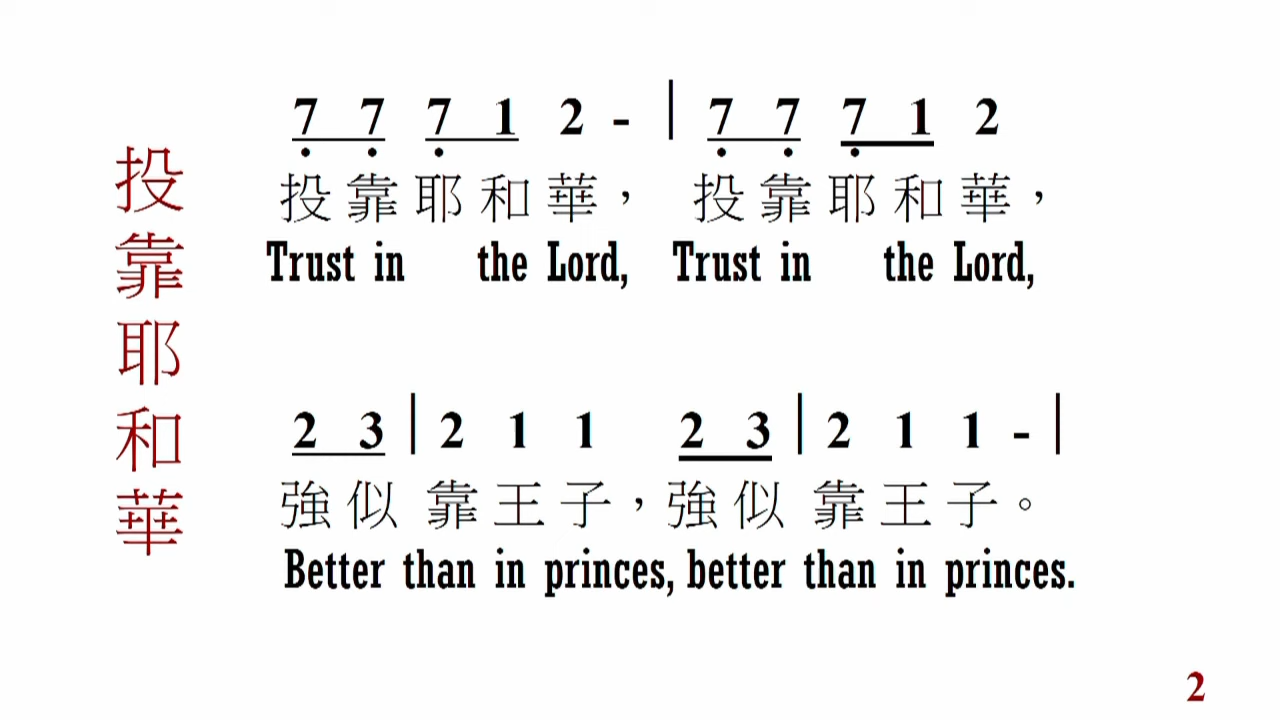 投靠耶和華
7 7 7 1 2 - | 7 7 7 1 2
投靠耶和華，投靠耶和華，
Trust in the Lord, Trust in the Lord,
2 3 | 2 1 1 2 3 | 2 1 1 - |
強似靠王子，強似靠王子。
Better than in princes, better than in princes.
2